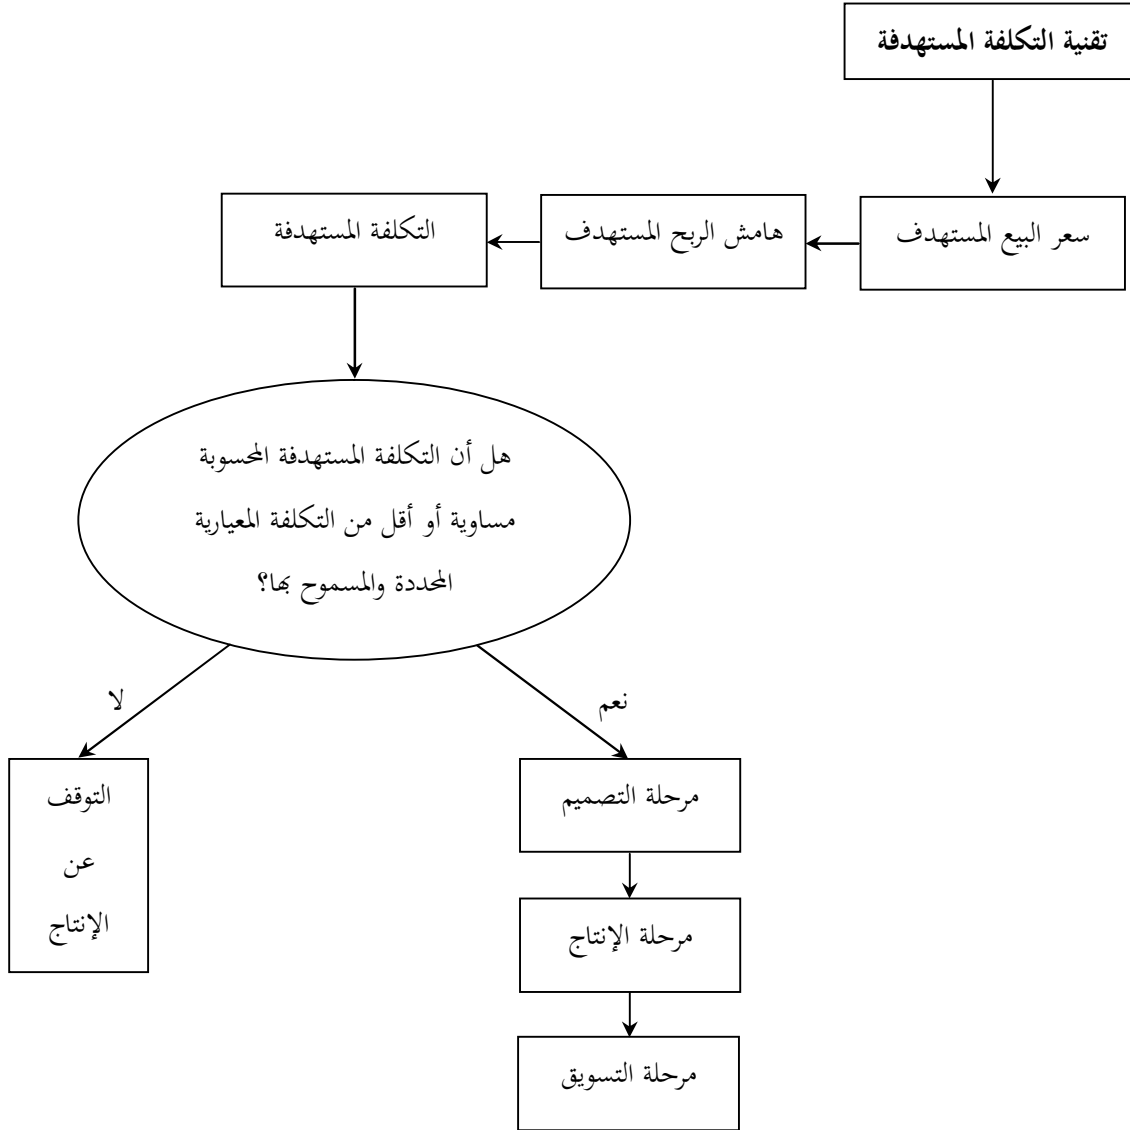 تقنية التكلفة المستهدفة
سعر البيع المستهدف
هامش الربح المستهدف
التكلفة المستهدفة
هل أن التكلفة المستهدفة المحسوبة
مساوية أو أقل من التكلفة المعيارية
المحددة والمسموح بها؟
نعم
لا
مرحلة التصميم
مرحلة الإنتاج
مرحلة التسويق
التوقف
عن
الإنتاج